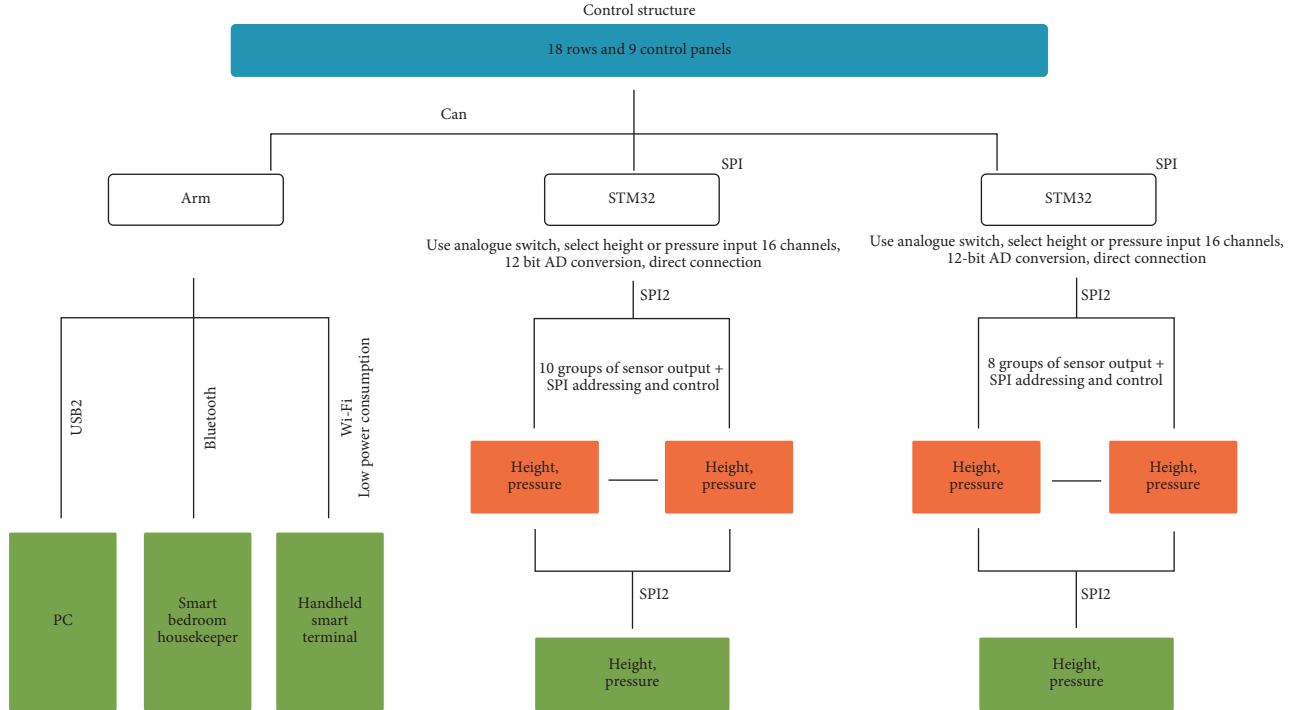 Control structure
18 rows and 9 control panels
Can
Arm
SPI
STM32
SPI
STM32
Use analogue switch, select height or pressure input 16 channels,
12 bit AD conversion, direct connection
Use analogue switch, select height or pressure input 16 channels,
12-bit AD conversion, direct connection
USB2
Bluetooth
Wi-Fi
Low power consumption
PC
Smart
bedroom
housekeeper
Handheld
smart
terminal
SPI2
10 groups of sensor output +
SPI addressing and control
Height,
pressure
Height,
pressure
SPI2
Height,
pressure
SPI2
8 groups of sensor output +
SPI addressing and control
Height,
pressure
Height,
pressure
SPI2
Height,
pressure